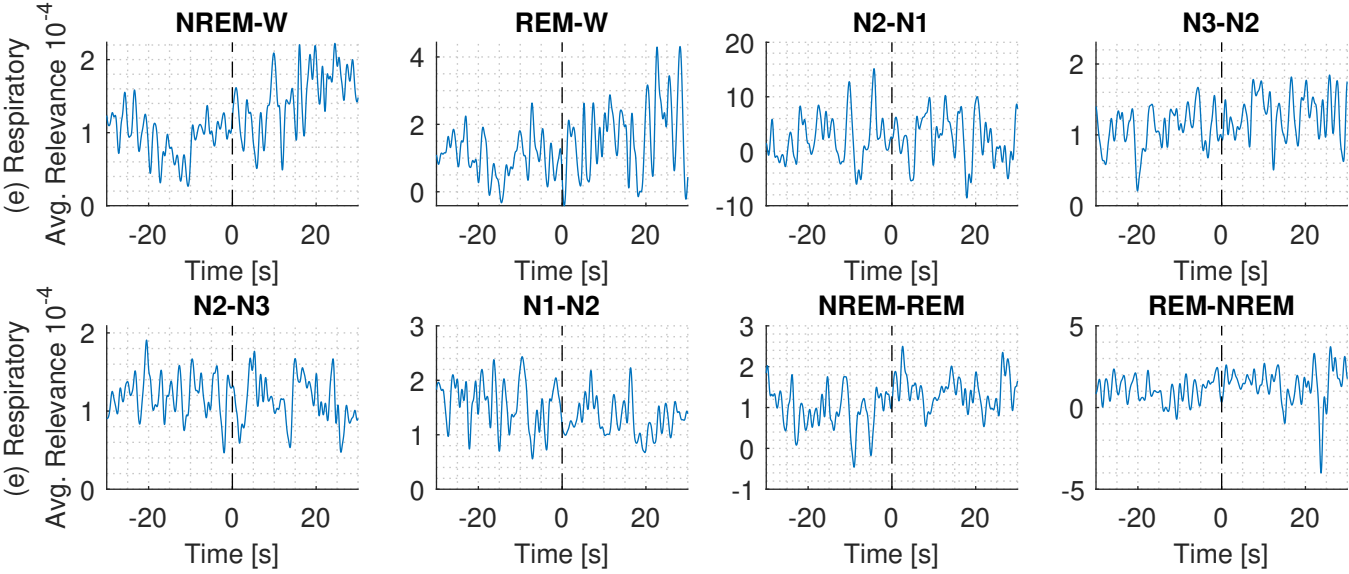 NREM-W REM-W N2-N1 N3-N2
(e) Respiratory
Avg. Relevance 10^-4
2
1
0
4
2
0
20
10
0
-10
2
1
0
-20 0 20 -20 0 20 -20 0 20 -20 0 20
Time [s] Time [s] Time [s] Time [s]
N2-N3 N1-N2 NREM-REM REM-NREM
(e) Respiratory
Avg. Relevance 10^-4
2
1
0
3
2
1
0
3
2
1
0
-1
5
0
-5
-20 0 20 -20 0 20 -20 0 20 -20 0 20
Time [s] Time [s] Time [s] Time [s]